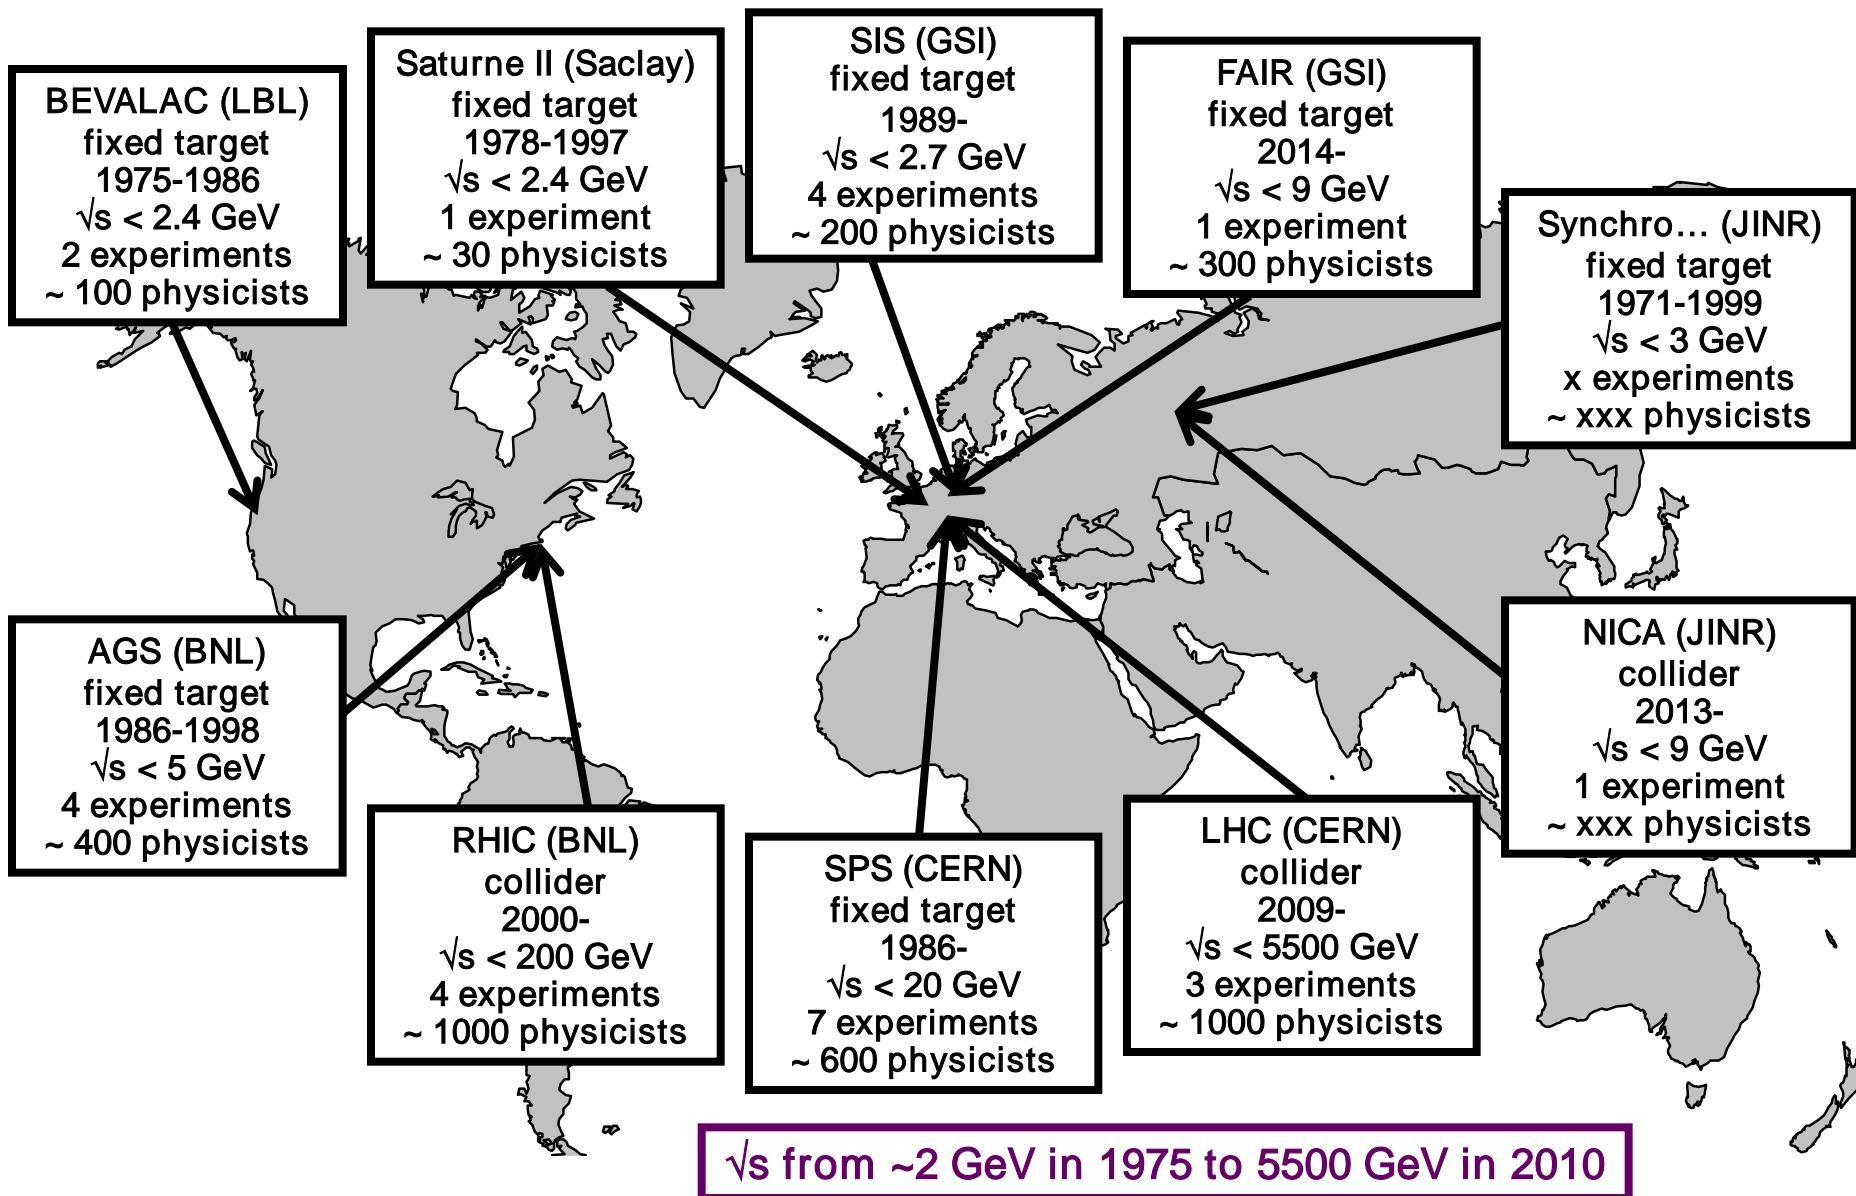 BEVALAC (LBL)
fixed target
1975-1986
√s < 2.4 GeV
2 experiments
~ 100 physicists
Saturne II (Saclay)
fixed target
1978-1997
√s < 2.4 GeV
1 experiment
~ 30 physicists
SIS (GSI)
fixed target
1989-
√s < 2.7 GeV
4 experiments
~ 200 physicists
FAIR (GSI)
fixed target
2014-
√s < 9 GeV
1 experiment
~ 300 physicists
Synchro... (JINR)
fixed target
1971-1999
√s < 3 GeV
x experiments
~ xxx physicists
AGS (BNL)
fixed target
1986-1998
√s < 5 GeV
4 experiments
~ 400 physicists
RHIC (BNL)
collider
2000-
√s < 200 GeV
4 experiments
~ 1000 physicists
SPS (CERN)
fixed target
1986-
√s < 20 GeV
7 experiments
~ 600 physicists
LHC (CERN)
collider
2009-
√s < 5500 GeV
3 experiments
~ 1000 physicists
NICA (JINR)
collider
2013-
√s < 9 GeV
1 experiment
~ xxx physicists
√s from ~2 GeV in 1975 to 5500 GeV in 2010